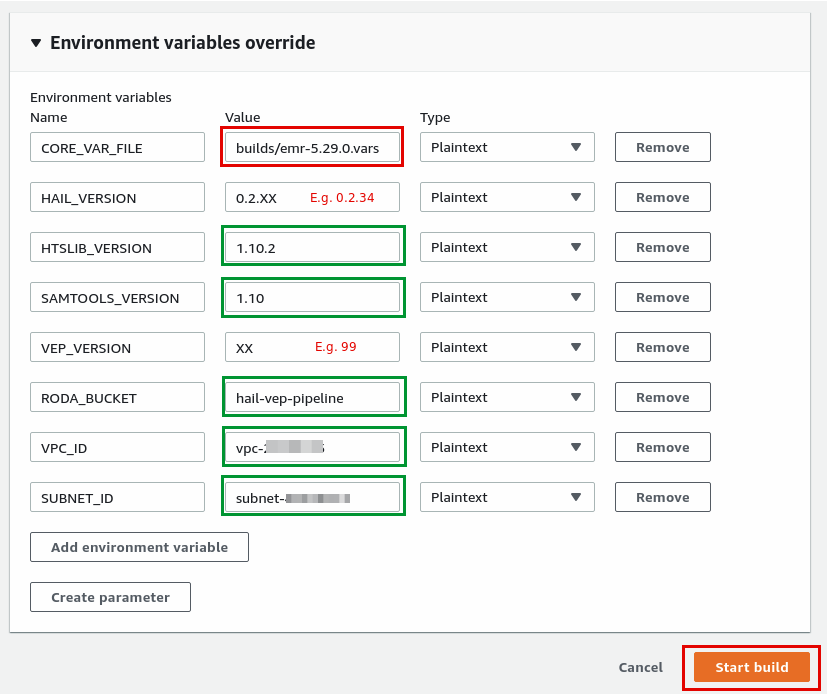 Environment variables override
Environment variables
Name Value Type
CORE_VAR_FILE builds/emr-5.29.0.vars Plaintext Remove
HAIL_VERSION 0.2.XX E.g. 0.2.34 Plaintext Remove
HTSLIB_VERSION 1.10.2 Plaintext Remove
SAMTOOLS_VERSION 1.10 Plaintext Remove
VEP_VERSION XX E.g. 99 Plaintext Remove
RODA_BUCKET hail-vep-pipeline Plaintext Remove
VPC_ID vpc- Plaintext Remove
SUBNET_ID subnet- Plaintext Remove
Add environment variable
Create parameter
Cancel Start build